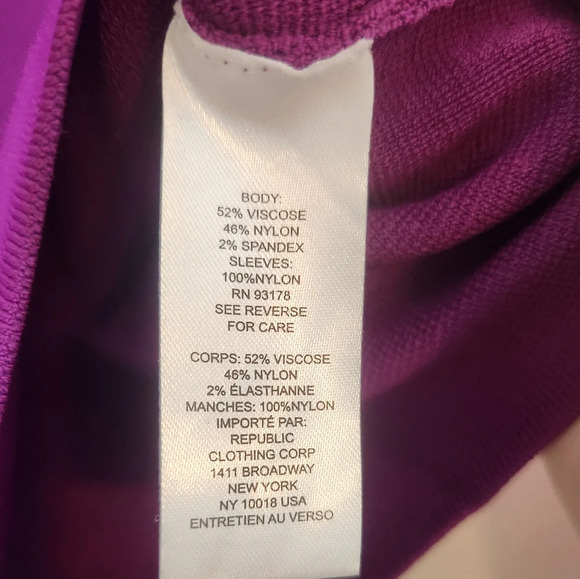 BODY:
52% VISCOSE
46% NYLON
2% SPANDEX
SLEEVES:
100%NYLON
RN 93178
SEE REVERSE
FOR CARE
CORPS: 52% VISCOSE
46% NYLON
2% ÉLASTHANNE
MANCHES: 100%NYLON
IMPORTÉ PAR:
REPUBLIC
CLOTHING CORP
1411 BROADWAY
NEW YORK
NY 10018 USA
ENTRETIEN AU VERSO